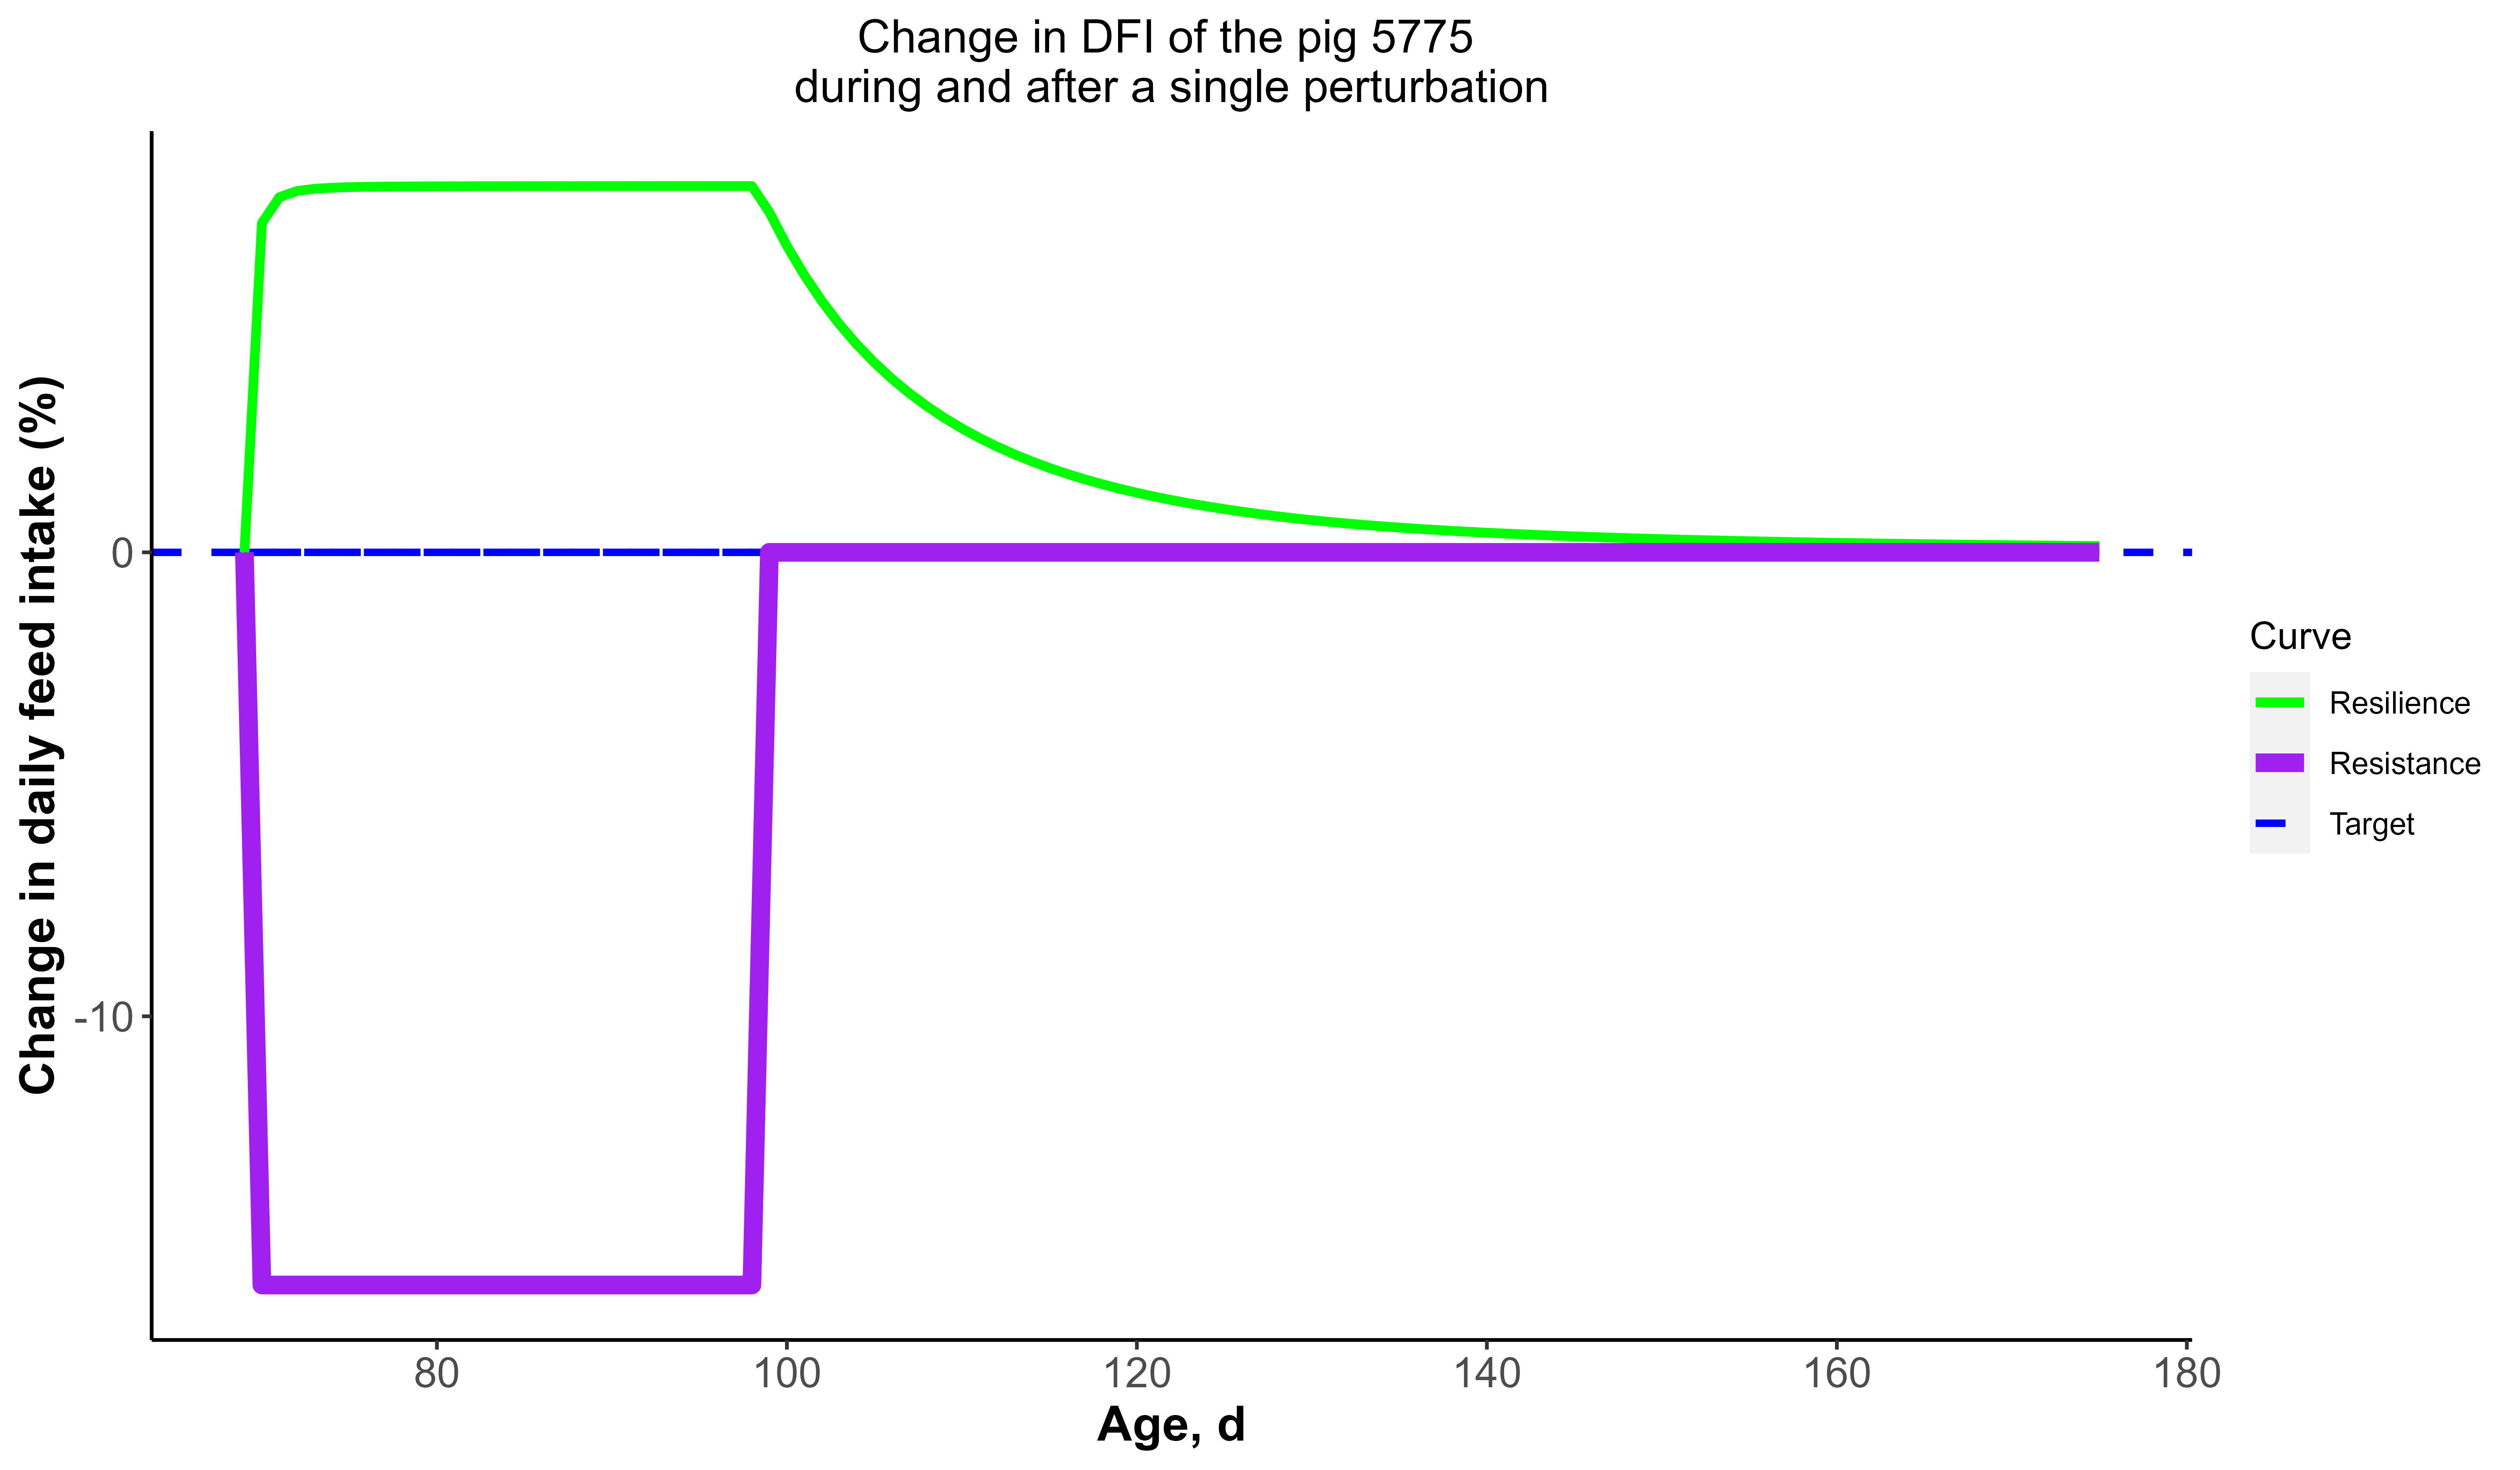 Change in DFI of the pig 5775
during and after a single perturbation
Change in daily feed intake (%)
0
-10
80
100
120
140
160
180
Age, d
Curve
Resilience
Resistance
Target